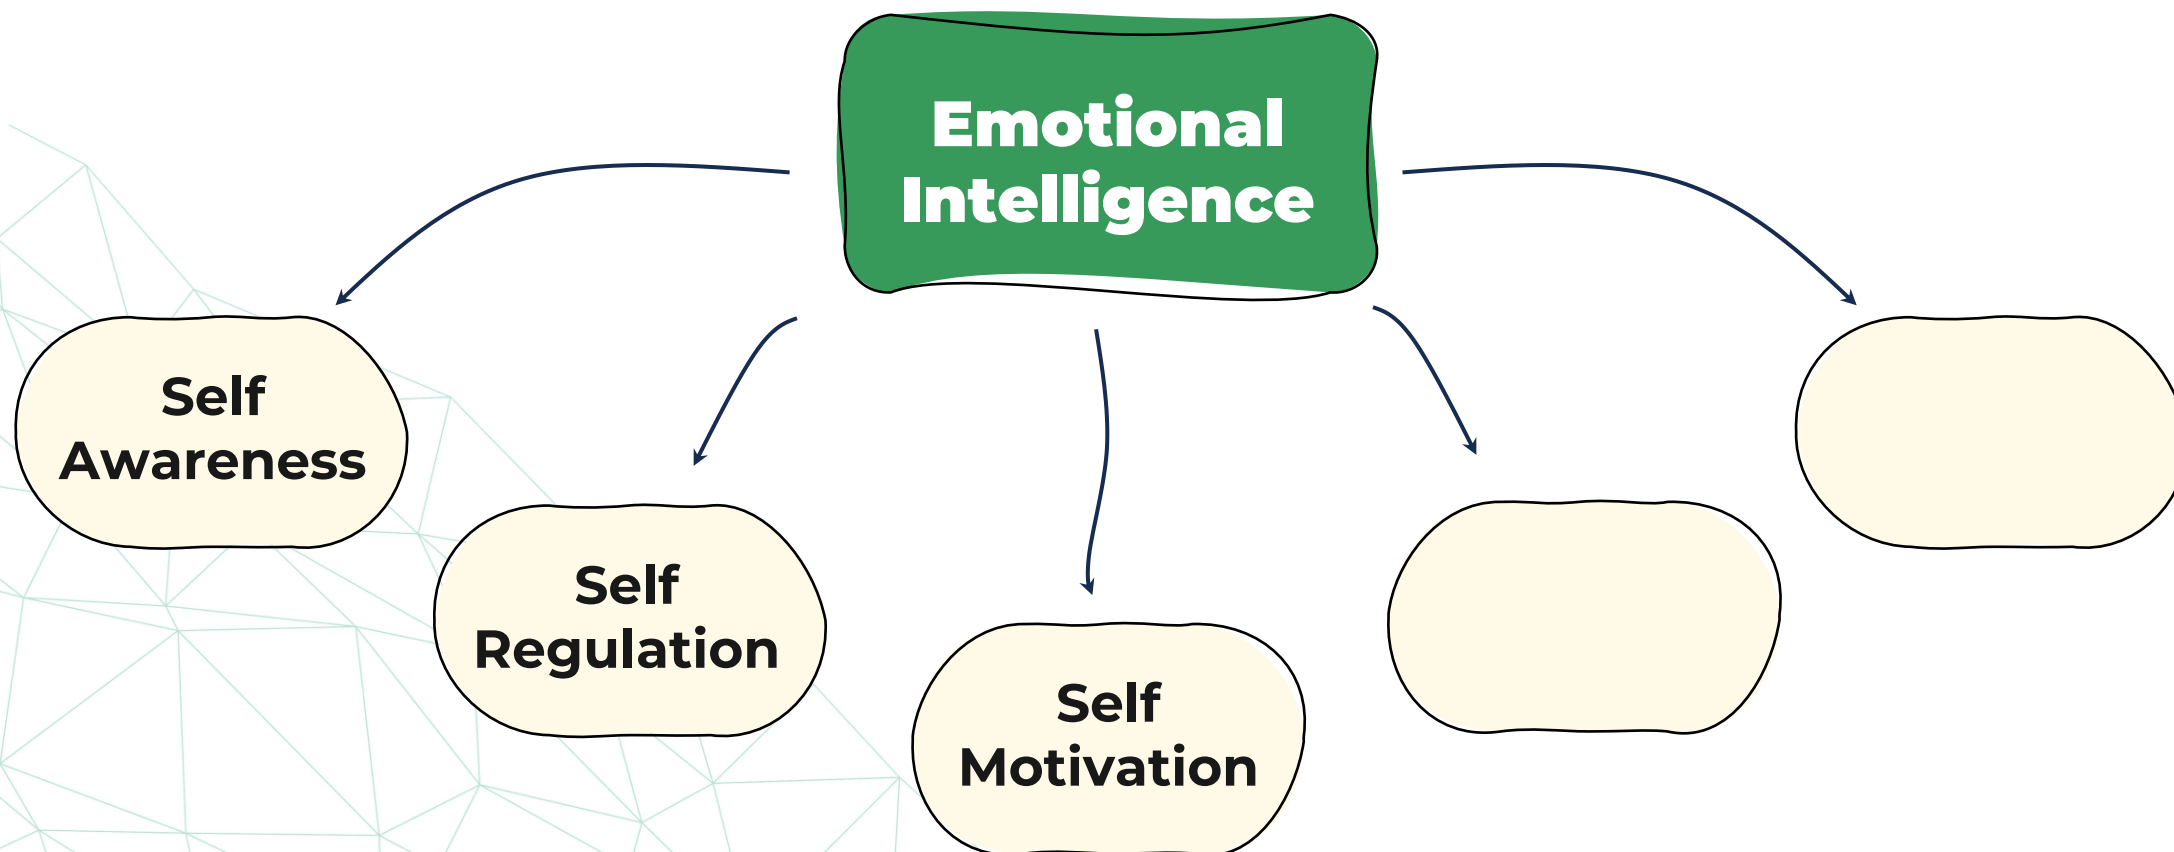 Emotional
Intelligence
Self
Awareness
Self
Regulation
Self
Motivation